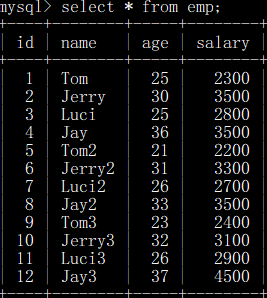 mysql> select * from emp;
+----+--------+-----+--------+
| id | name | age | salary |
+----+--------+-----+--------+
| 1 | Tom | 25 | 2300 |
| 2 | Jerry | 30 | 3500 |
| 3 | Luci | 25 | 2800 |
| 4 | Jay | 36 | 3500 |
| 5 | Tom2 | 21 | 2200 |
| 6 | Jerry2 | 31 | 3300 |
| 7 | Luci2 | 26 | 2700 |
| 8 | Jay2 | 33 | 3500 |
| 9 | Tom3 | 23 | 2400 |
| 10 | Jerry3 | 32 | 3100 |
| 11 | Luci3 | 26 | 2900 |
| 12 | Jay3 | 37 | 4500 |
+----+--------+-----+--------+